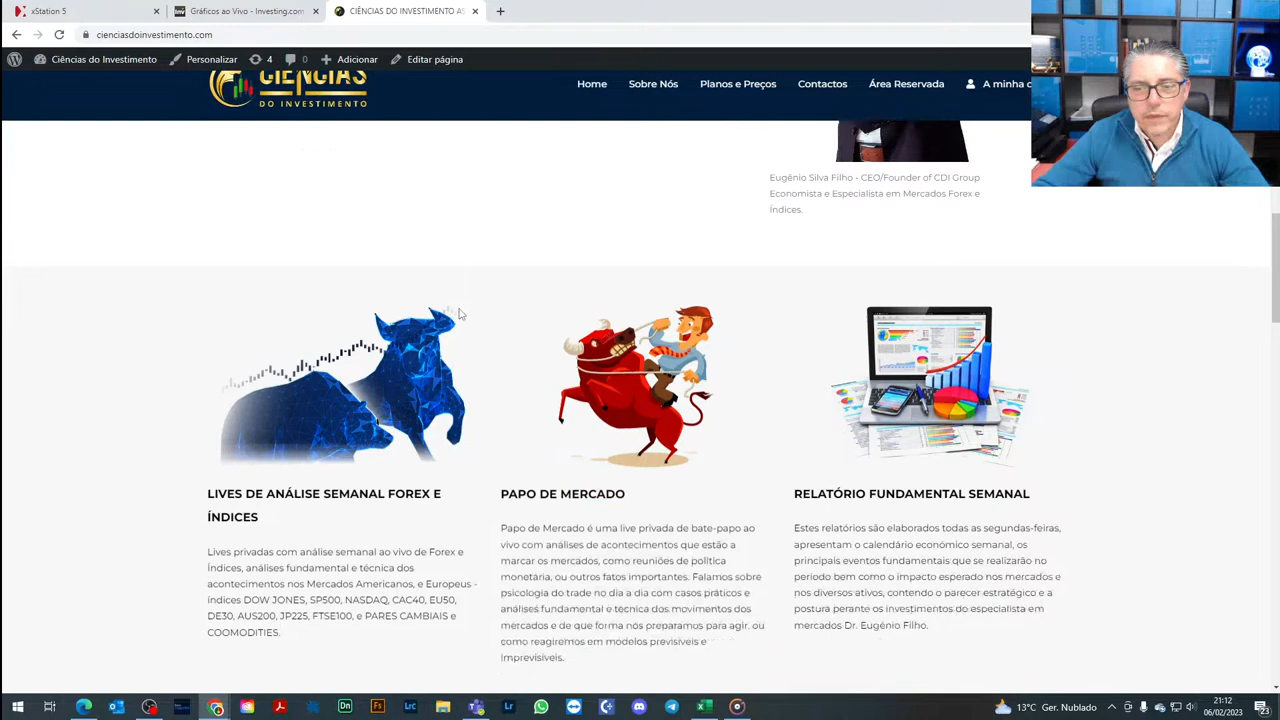 xStation 5
Gráficos ao Vivo - Investing.com
CIÊNCIAS DO INVESTIMENTO AS
cienciasdoinvestimento.com
Ciências do Investimento
4
0
Adicionar
Personalizar
Editar página
CIÊNCIAS
DO INVESTIMENTO
Home
Sobre Nós
Planos e Preços
Contactos
Área Reservada
A minha c
Eugênio Silva Filho - CEO/Founder of CDI Group
Economista e Especialista em Mercados Forex e
Índices.
LIVES DE ANÁLISE SEMANAL FOREX E
ÍNDICES
Lives privadas com análise semanal ao vivo de Forex e
Índices, análises fundamental e técnica dos
acontecimentos nos Mercados Americanos, e Europeus -
índices DOW JONES, SP500, NASDAQ, CAC40, EU50,
DE30, AUS200, JP225, FTSE100, e PARES CAMBIAIS e
COOMODITIES.
PAPO DE MERCADO
Papo de Mercado é uma live privada de bate-papo ao
vivo com análises de acontecimentos que estão a
marcar os mercados, como reuniões de política
monetária, ou outros fatos importantes. Falamos sobre
psicologia do trade no dia a dia com casos práticos e
análises fundamental e técnica dos movimentos dos
mercados e de que forma nós preparamos para agir, ou
como reagiremos em modelos previsíveis e
Imprevisíveis.
RELATÓRIO FUNDAMENTAL SEMANAL
Estes relatórios são elaborados todas as segundas-feiras,
apresentam o calendário económico semanal, os
principais eventos fundamentais que se realizarão no
período bem como o impacto esperado nos mercados e
nos diversos ativos, contendo o parecer estratégico e a
postura perante os investimentos do especialista em
mercados Dr. Eugênio Filho.
Dn
Fs
Lrc
Lr
13°C Ger. Nublado
21:12
06/02/2023
23